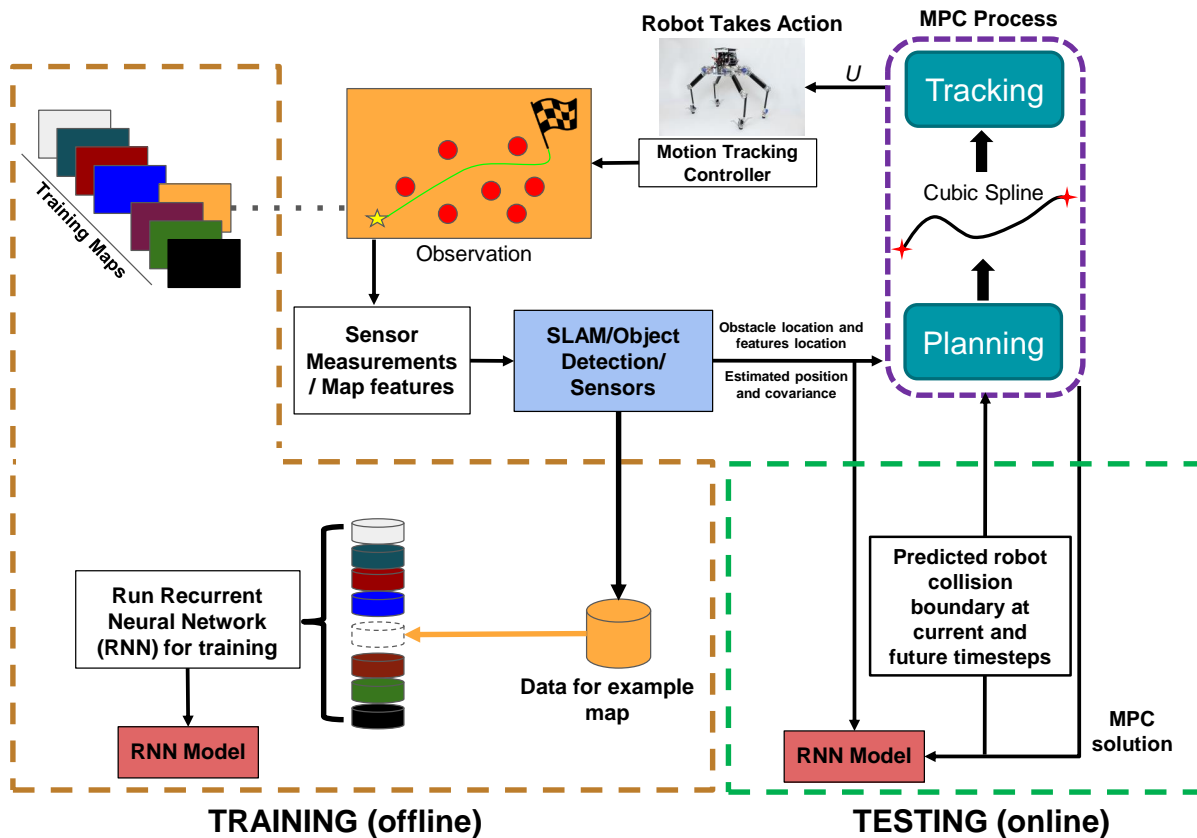 MPC Process
Robot Takes Action
U
Tracking
Motion Tracking
Controller
Cubic Spline
Training Maps
Observation
Planning
Sensor
Measurements
/ Map features
SLAM/Object
Detection/
Sensors
Obstacle location and
features location
Estimated position
and covariance
Run Recurrent
Neural Network
(RNN) for training
Data for example
map
RNN Model
Predicted robot
collision
boundary at
current and
future timesteps
MPC
solution
RNN Model
TRAINING (offline)
TESTING (online)